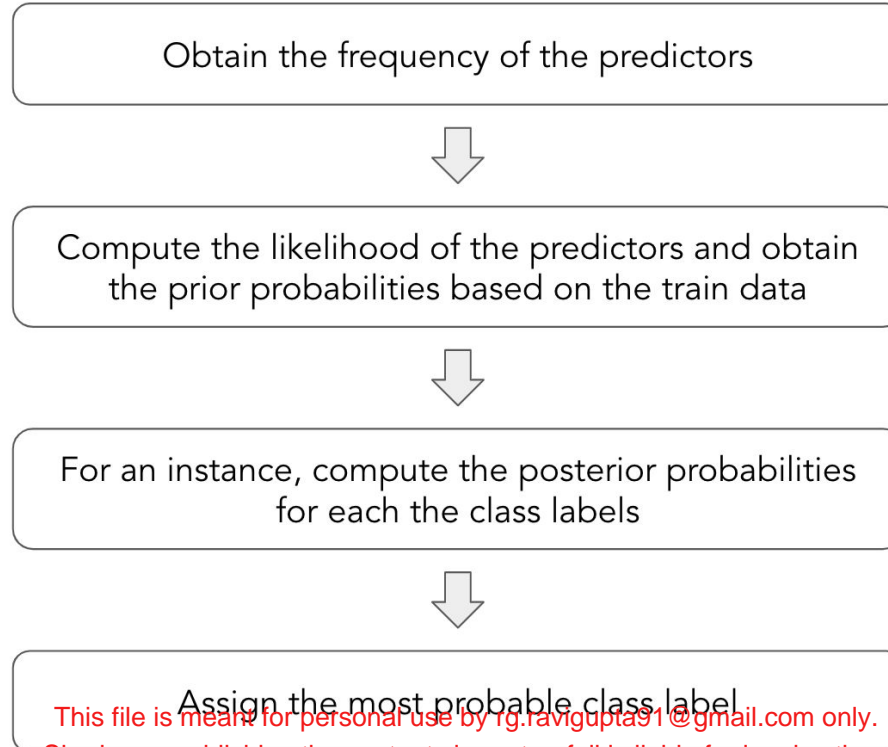 Obtain the frequency of the predictors
Compute the likelihood of the predictors and obtain
the prior probabilities based on the train data
For an instance, compute the posterior probabilities
for each the class labels
Assign the most probable class label
This file is meant for personal use by rg.ravigupta91@gmail.com only.